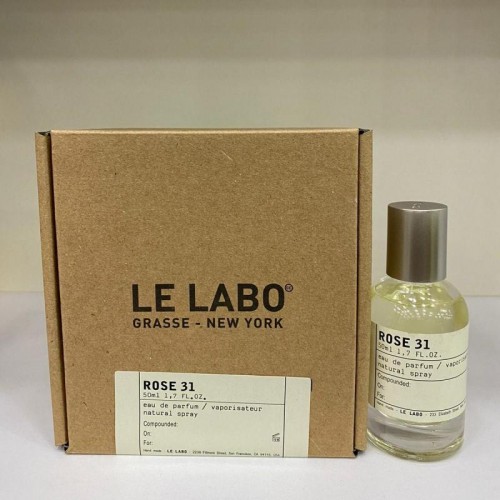 LE LABO®
GRASSE - NEW YORK
ROSE 31
50ml 1,7 FL.OZ.
eau de parfum / vaporisateur
natural spray
Compounded:
On:
For:
LE LABO
ROSE 31
50ml 1,7 FL.OZ.
eau de parfum /
natural spray
Compounded:
On:
For:
LE LABO